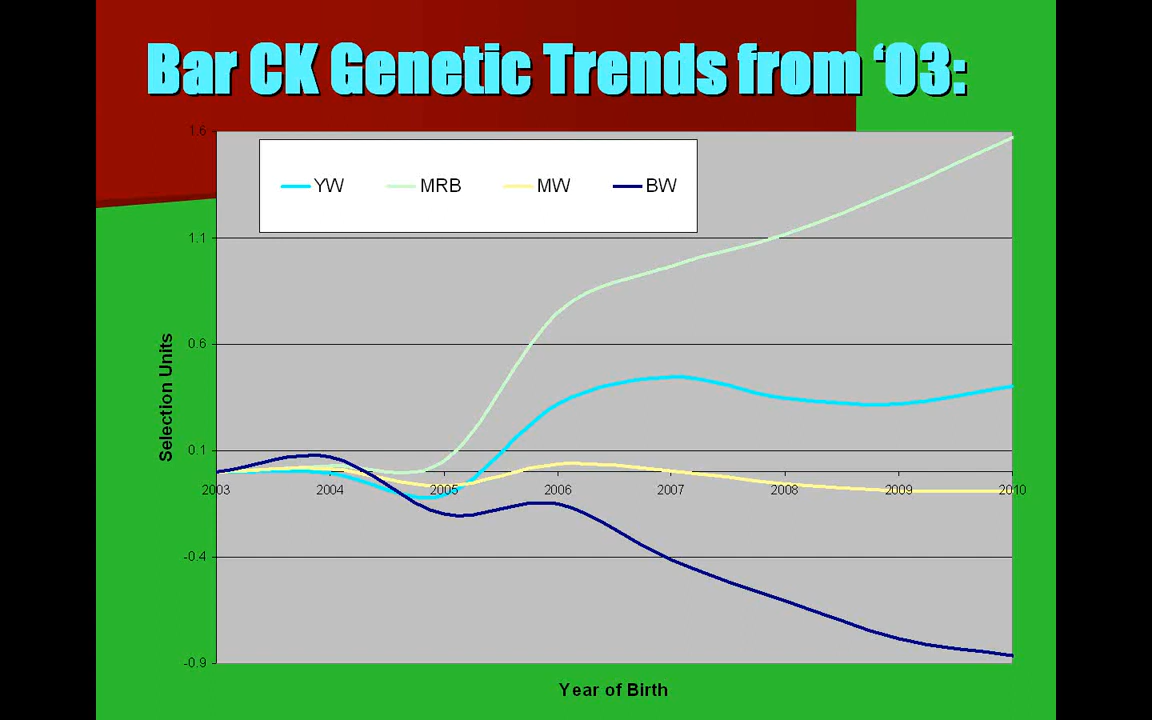 Bar CK Genetic Trends from ‘03:
1.6
YW MRB MW BW
1.1
0.6
Selection Units
0.1
2003 2004 2005 2006 2007 2008 2009 2010
-0.4
-0.9
Year of Birth